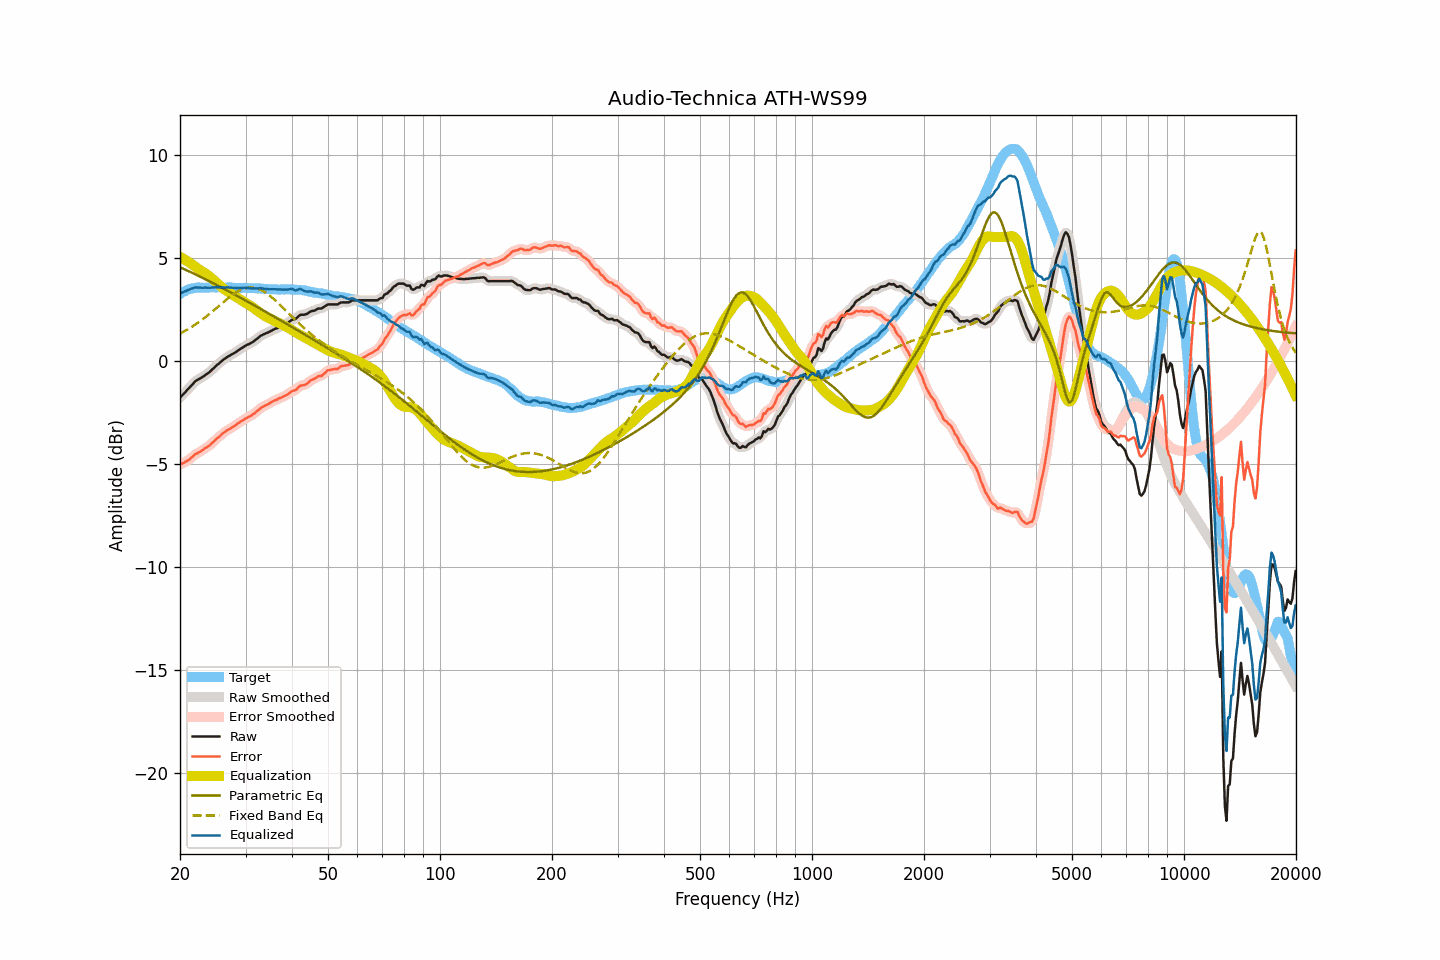 Audio-Technica ATH-WS99
Amplitude (dBr)
10
5
0
−5
−10
−15
−20
Target
Raw Smoothed
Error Smoothed
Raw
Error
Equalization
Parametric Eq
Fixed Band Eq
Equalized
20 50 100 200 500 1000 2000 5000 10000 20000
Frequency (Hz)